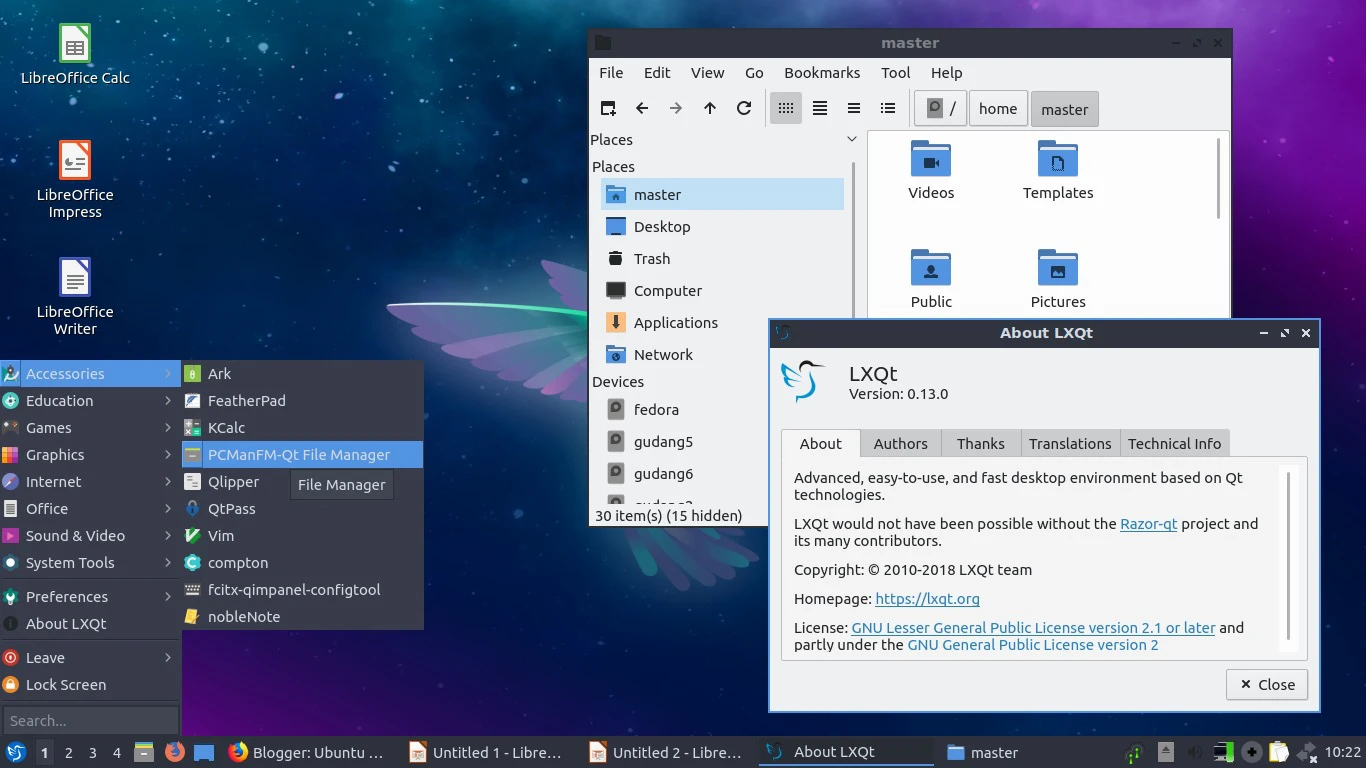 LibreOffice Calc
LibreOffice
Impress
LibreOffice
Writer
master
File Edit View Go Bookmarks Tool Help
/ home master
Places
Places
master
Desktop
Trash
Computer
Applications
Network
Devices
fedora
gudang5
gudang6
30 item(s) (15 hidden)
Videos Templates
Public Pictures
About LXQt
LXQt
Version: 0.13.0
About Authors Thanks Translations Technical Info
Advanced, easy-to-use, and fast desktop environment based on Qt
technologies.
LXQt would not have been possible without the Razor-qt project and
its many contributors.
Copyright: © 2010-2018 LXQt team
Homepage: https://lxqt.org
License: GNU Lesser General Public License version 2.1 or later and
partly under the GNU General Public License version 2
Close
Accessories
Education
Games
Graphics
Internet
Office
Sound & Video
System Tools
Preferences
About LXQt
Leave
Lock Screen
Search...
Ark
FeatherPad
KCalc
PCManFM-Qt File Manager
Qlipper
File Manager
QtPass
Vim
compton
fcitx-qimpanel-configtool
nobleNote
1 2 3 4 Blogger: Ubuntu ... Untitled 1 - Libre... Untitled 2 - Libre... About LXQt master 10:22